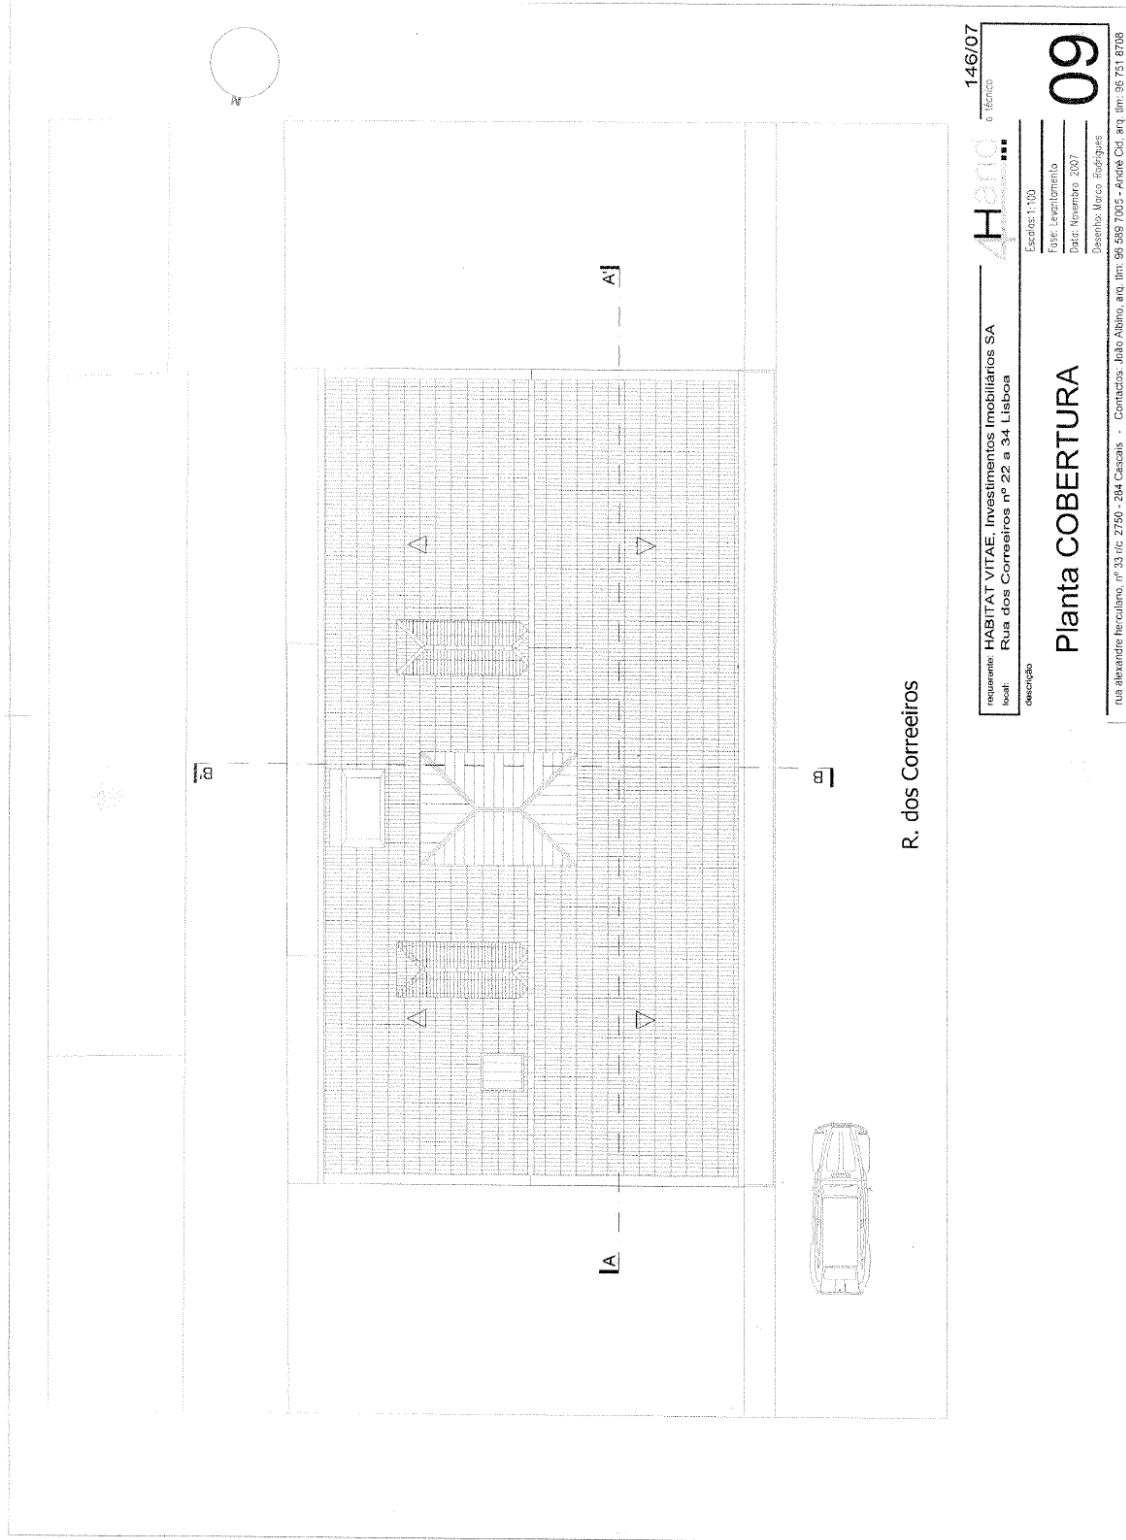 N
A'
A
B'
B
R. dos Correeiros
requerente: HABITAT VITAE, Investimentos Imobiliários SA
local: Rua dos Correeiros nº 22 a 34 Lisboa
descrição
Planta COBERTURA
4Hand
o técnico
146/07
Escalas: 1:100
Fase: Levantamento
Data: Novembro 2007
Desenho: Marco Rodrigues
09
rua alexandre herculano, nº 33 r/c 2750 - 284 Cascais - Contactos: João Albino, arq. tlm: 96 589 7005 - André Cid, arq. tlm: 96 751 8708